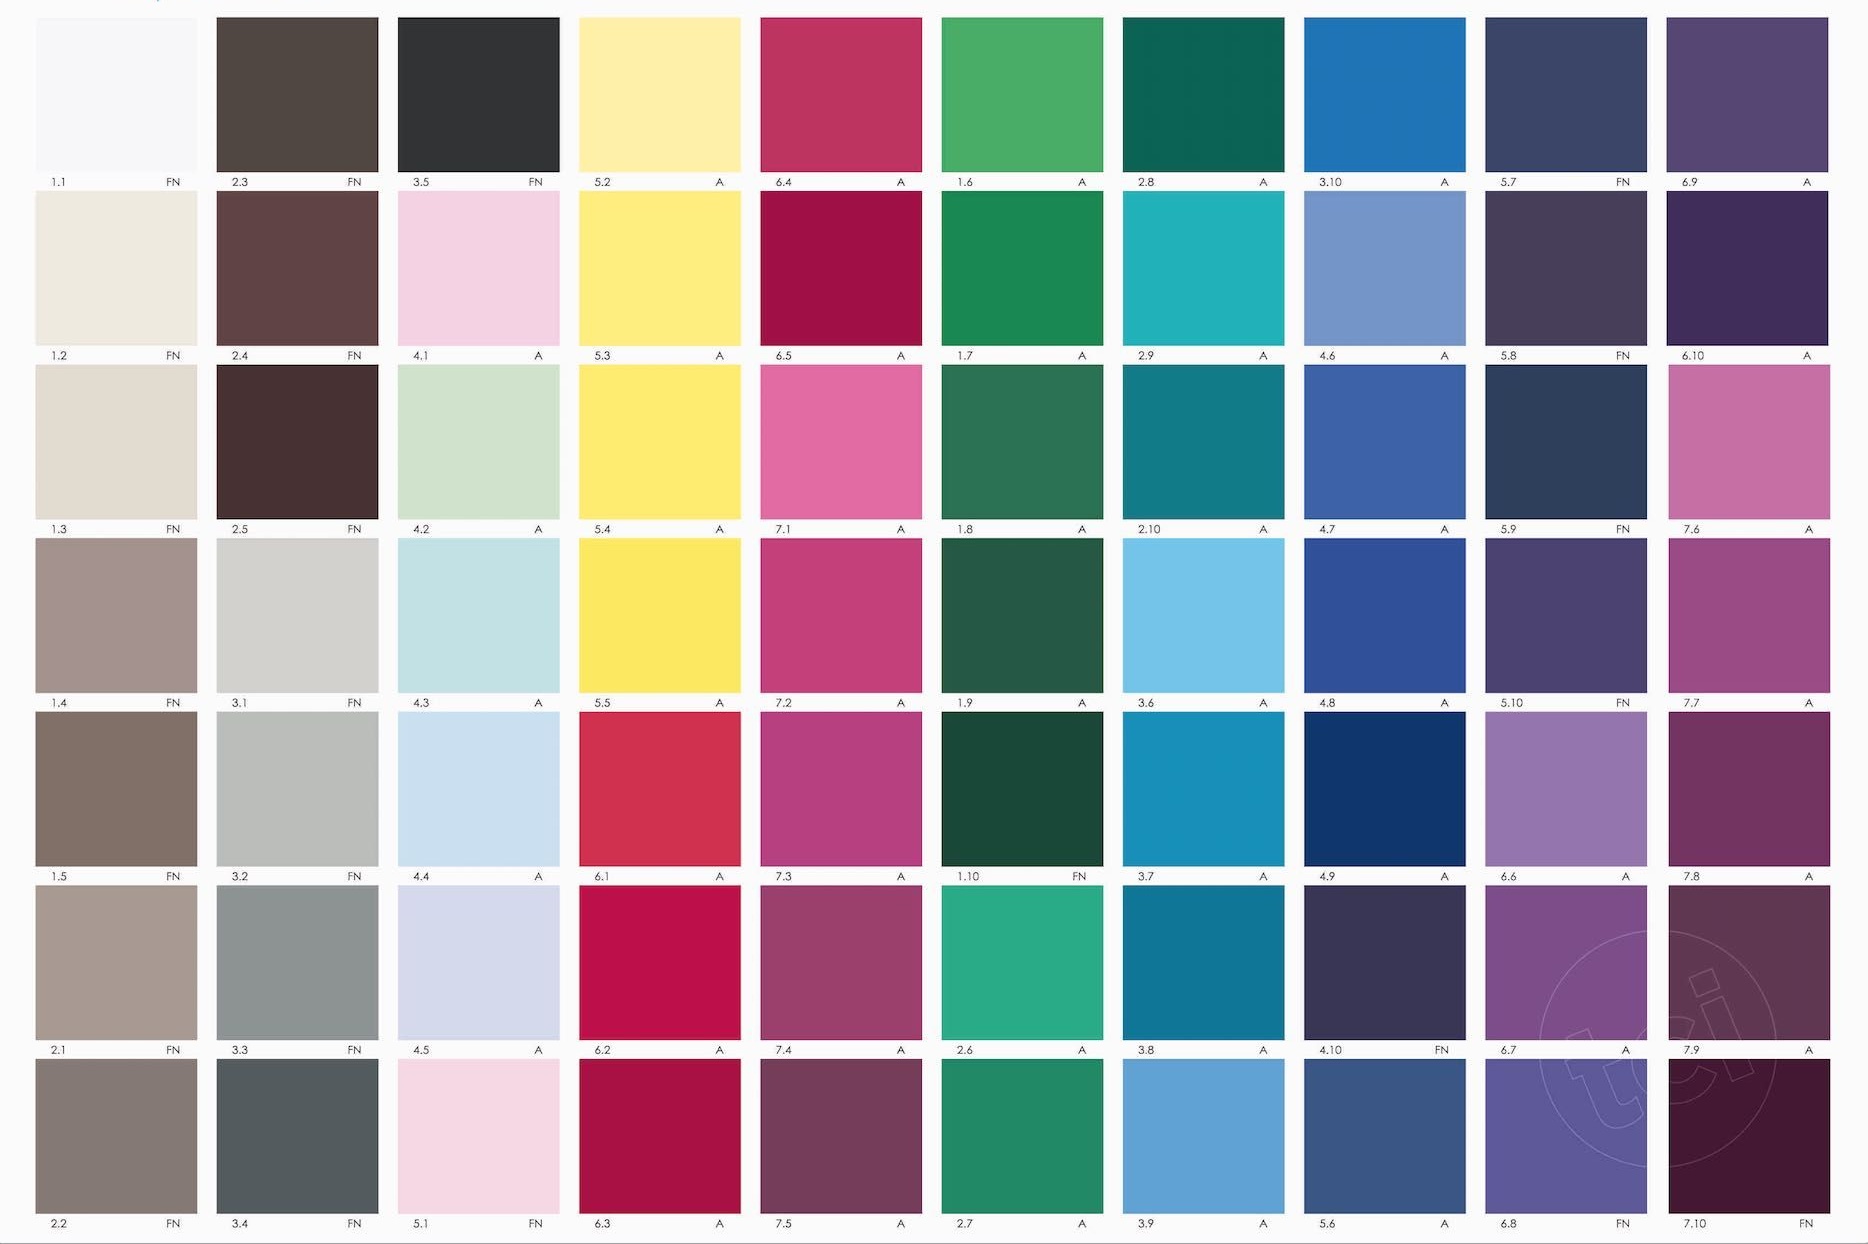 1.1 FN 2.3 FN 3.5 FN 5.2 A 6.4 A 1.6 A 2.8 A 3.10 A 5.7 FN 6.9 A
1.2 FN 2.4 FN 4.1 A 5.3 A 6.5 A 1.7 A 2.9 A 4.6 A 5.8 FN 6.10 A
1.3 FN 2.5 FN 4.2 A 5.4 A 7.1 A 1.8 A 2.10 A 4.7 A 5.9 FN 7.6 A
1.4 FN 3.1 FN 4.3 A 5.5 A 7.2 A 1.9 A 3.6 A 4.8 A 5.10 FN 7.7 A
1.5 FN 3.2 FN 4.4 A 6.1 A 7.3 A 1.10 FN 3.7 A 4.9 A 6.6 A 7.8 A
2.1 FN 3.3 FN 4.5 A 6.2 A 7.4 A 2.6 A 3.8 A 4.10 FN 6.7 A 7.9 A
tci
2.2 FN 3.4 FN 5.1 FN 6.3 A 7.5 A 2.7 A 3.9 A 5.6 A 6.8 FN 7.10 FN